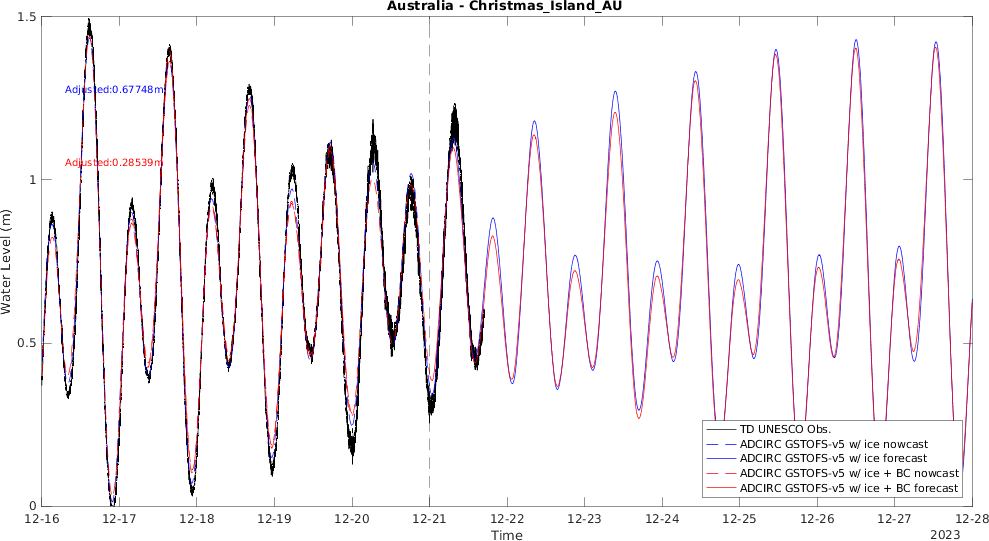 Australia - Christmas_Island_AU
1.5
Adjusted:0.67748m
Adjusted:0.28539m
1
Water Level (m)
0.5
0
TD UNESCO Obs.
ADCIRC GSTOFS-v5 w/ ice nowcast
ADCIRC GSTOFS-v5 w/ ice forecast
ADCIRC GSTOFS-v5 w/ ice + BC nowcast
ADCIRC GSTOFS-v5 w/ ice + BC forecast
12-16 12-17 12-18 12-19 12-20 12-21 12-22 12-23 12-24 12-25 12-26 12-27 12-28
Time
2023